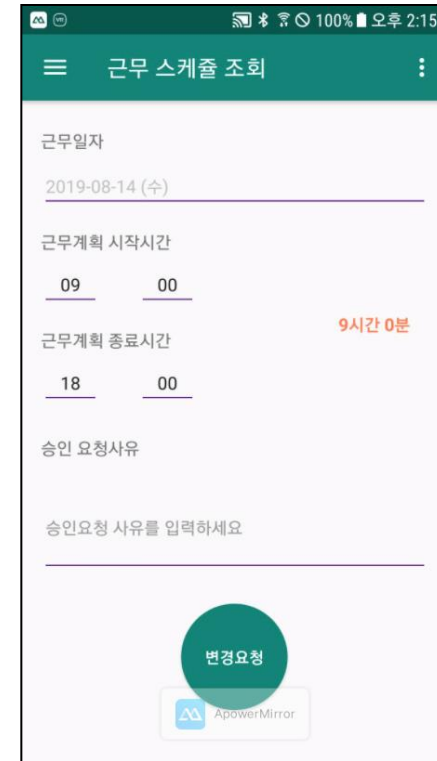 100% 오후 2:15
근무 스케쥴 조회
근무일자
2019-08-14 (수)
근무계획 시작시간
09 00
9시간 0분
근무계획 종료시간
18 00
승인 요청사유
승인요청 사유를 입력하세요
변경요청
ApowerMirror